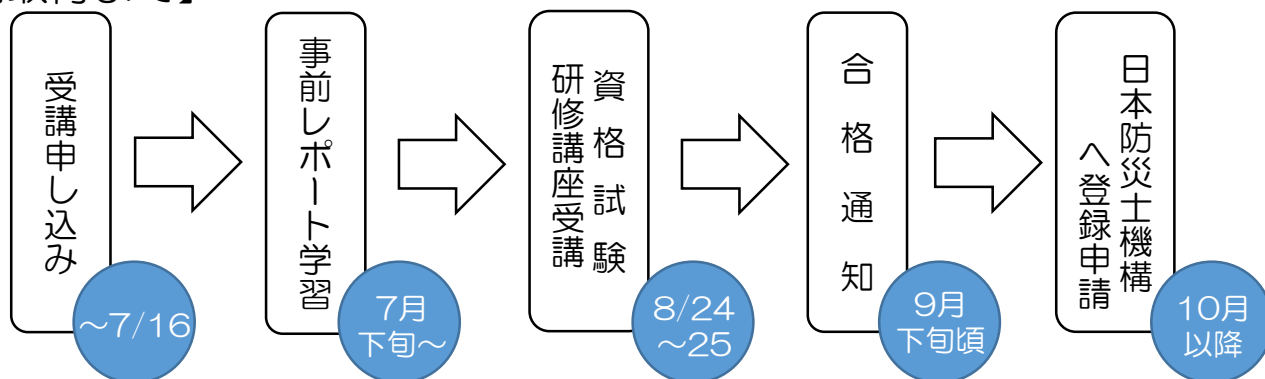 受講申し込み
～7/16
事前レポート学習
7月
下旬～
資格試験
研修講座受講
8/24
～25
合格通知
9月
下旬頃
日本防災士機構
へ登録申請
10月
以降